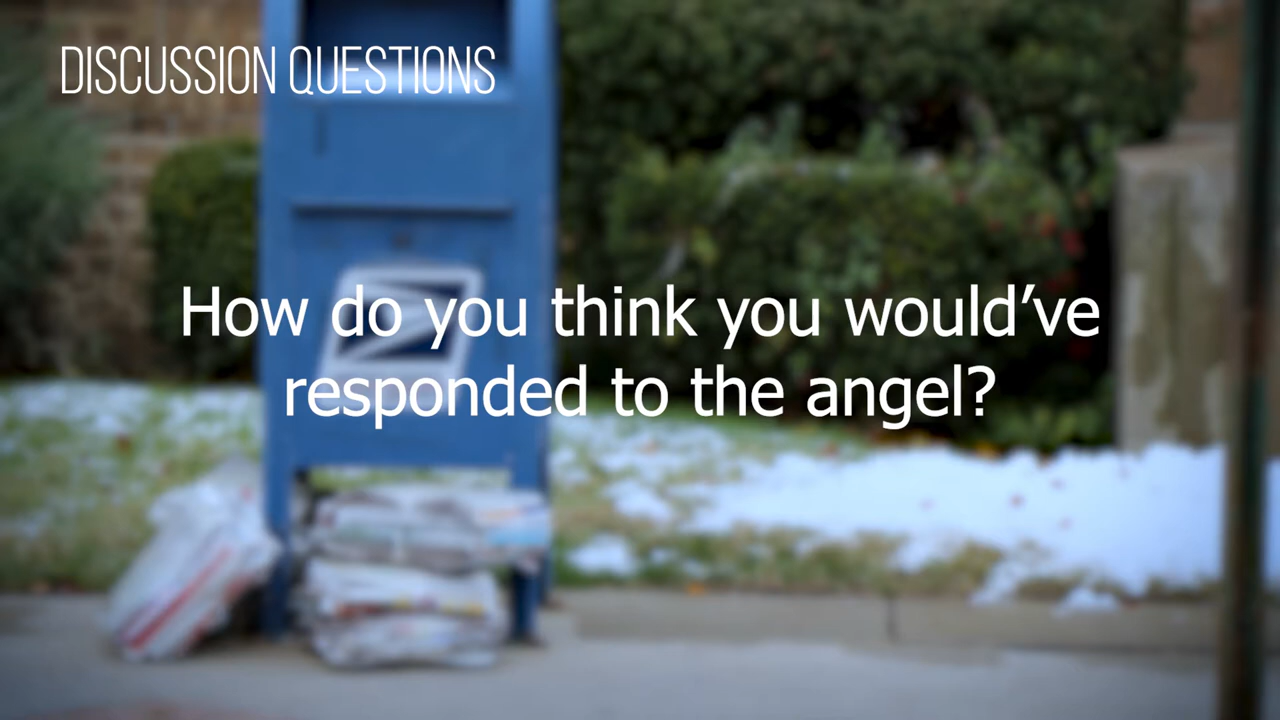 DISCUSSION QUESTIONS
How do you think you would’ve
responded to the angel?